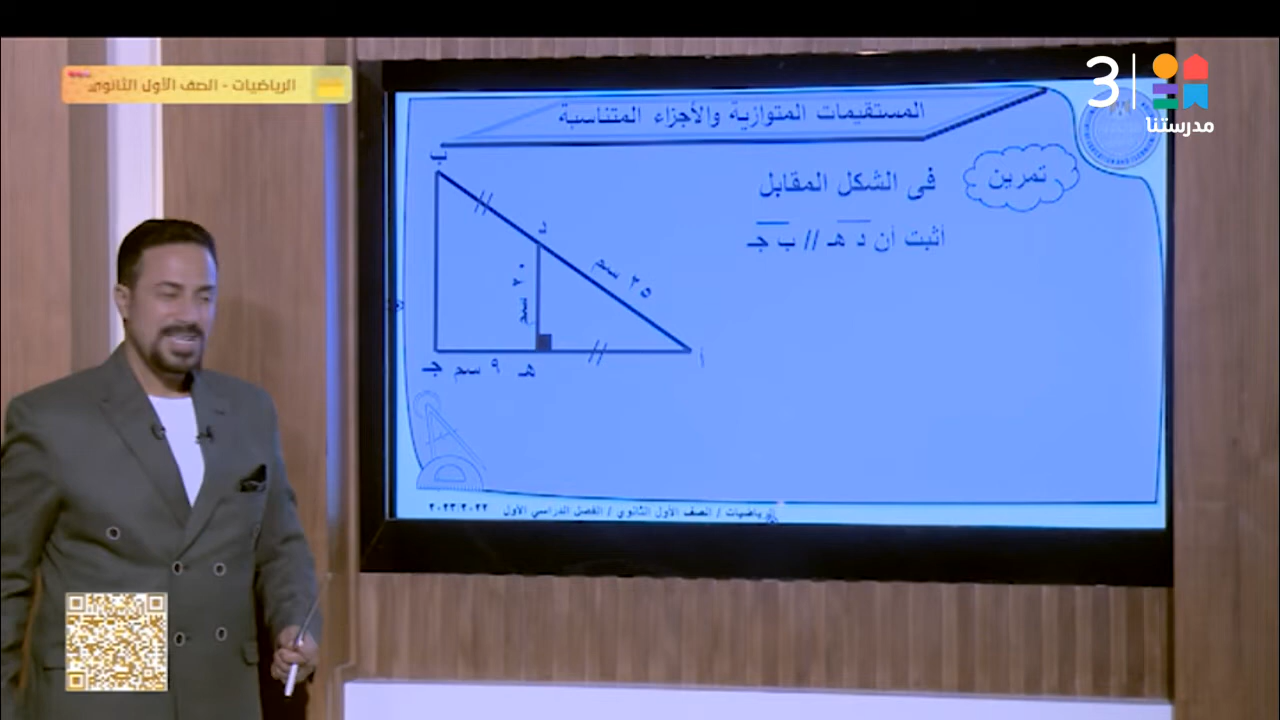 3
مدرستنا
الرياضيات - الصف الأول الثانوي
المستقيمات المتوازية والأجزاء المتناسبة
تمرين
فى الشكل المقابل
أثبت أن د هـ // ب جـ
ب
د
٢٥ سم
٢٠ سم
أ
هـ
٩ سم
جـ
رياضيات / الصف الأول الثانوي / الفصل الدراسي الأول
٢٠٢٣/٢٠٢٢